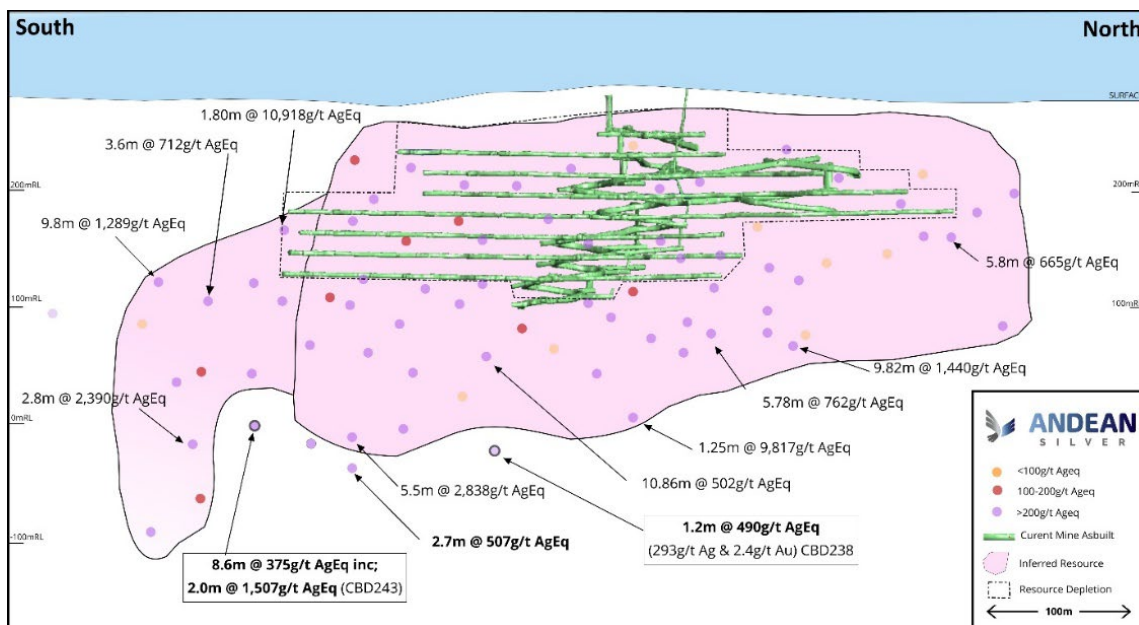 South
North
SURFAC
1.80m @ 10,918g/t AgEq
3.6m @ 712g/t AgEq
200mRL
200mRL
9.8m @ 1,289g/t AgEq
5.8m @ 665g/t AgEq
100mRL
100mRL
9.82m @ 1,440g/t AgEq
2.8m @ 2,390g/t AgEq
5.78m @ 762g/t AgEq
0mRL
1.25m @ 9,817g/t AgEq
10.86m @ 502g/t AgEq
5.5m @ 2,838g/t AgEq
2.7m @ 507g/t AgEq
1.2m @ 490g/t AgEq
(293g/t Ag & 2.4g/t Au) CBD238
-100mRL
8.6m @ 375g/t AgEq inc;
2.0m @ 1,507g/t AgEq (CBD243)
ANDEAN
SILVER
<100g/t Ageq
100-200g/t Ageq
>200g/t Ageq
Curent Mine Asbuilt
Inferred Resource
Resource Depletion
100m